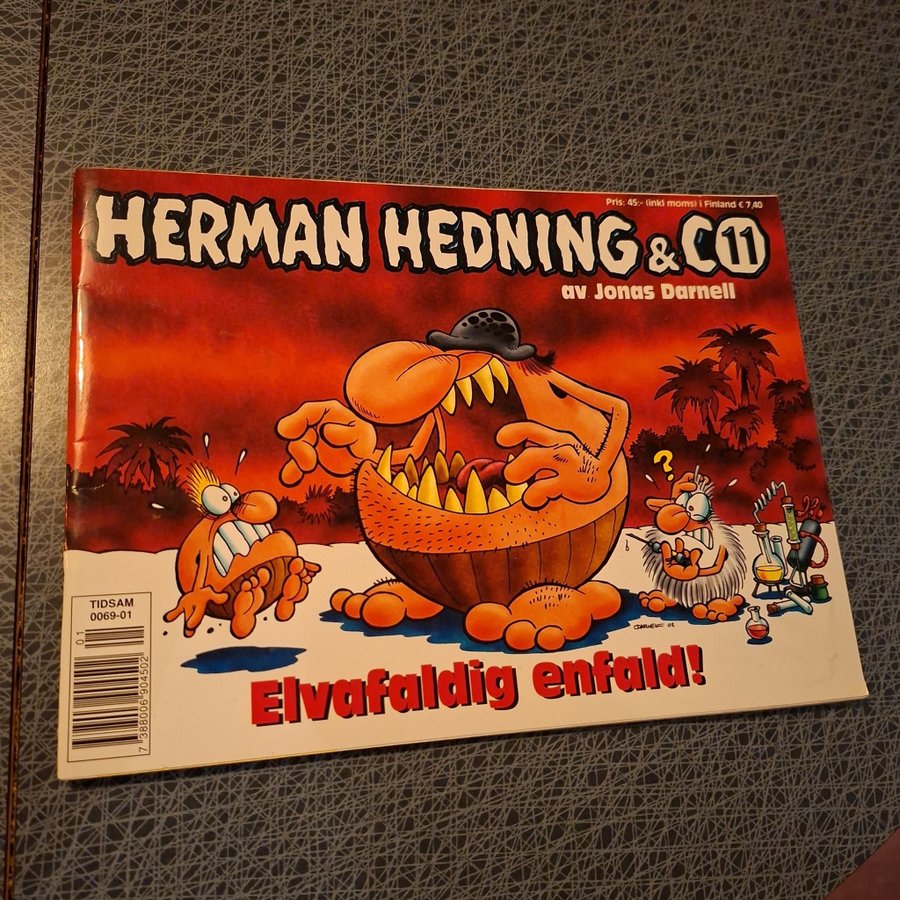 Pris: 45:- (inkl moms) i Finland € 7,40
HERMAN HEDNING & CO 11
av Jonas Darnell
?
TIDSAM
0069-01
01
7 388006 904502
Elvafaldig enfald!